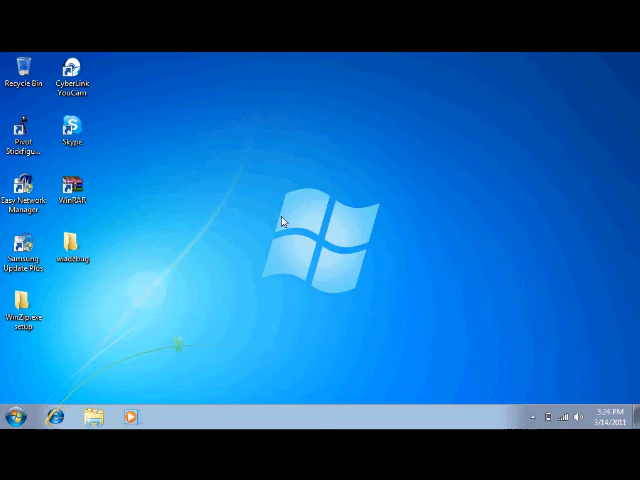 Recycle Bin
CyberLink
YouCam
Pivot
Stickfigu...
Skype
Easy Network
Manager
WinRAR
Samsung
Update Plus
wiadebug
WinZip.exe
setup
3:24 PM
3/14/2011